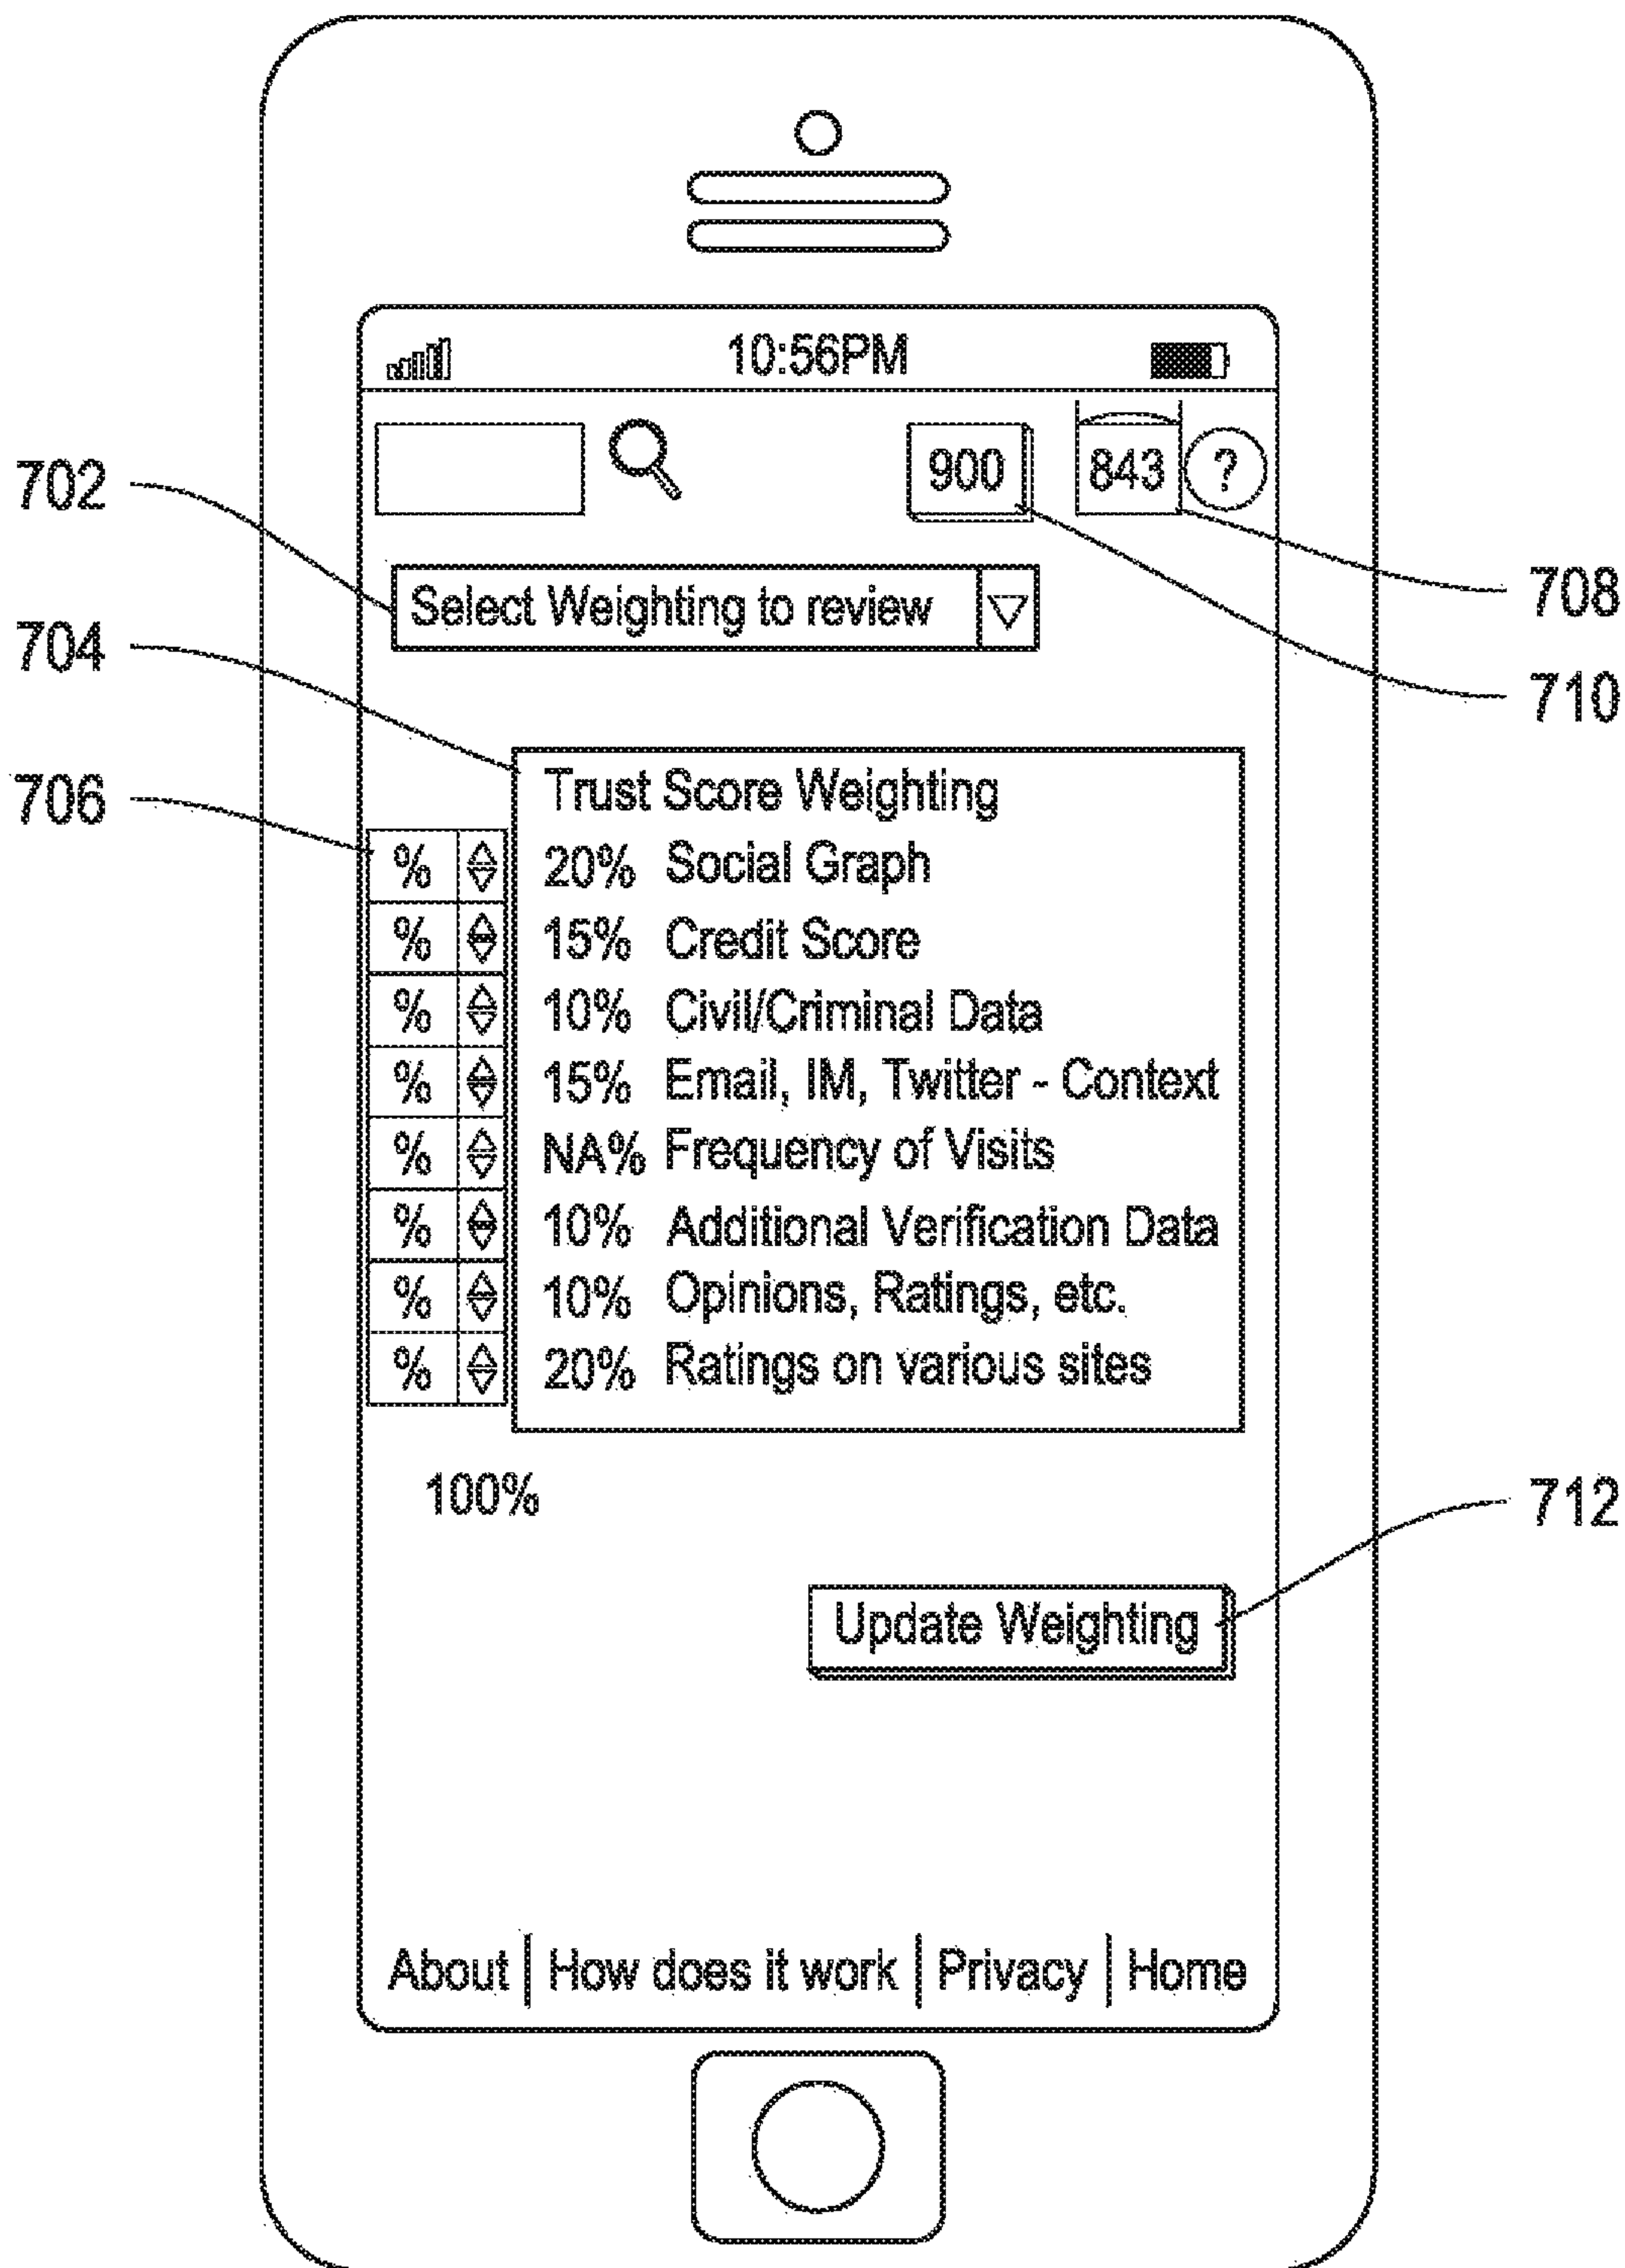 10:56PM
900 843 ?
702
Select Weighting to review
708
704
710
Trust Score Weighting
706
% 20% Social Graph
% 15% Credit Score
% 10% Civil/Criminal Data
% 15% Email, IM, Twitter - Context
% NA% Frequency of Visits
% 10% Additional Verification Data
% 10% Opinions, Ratings, etc.
% 20% Ratings on various sites
100%
712
Update Weighting
About | How does it work | Privacy | Home